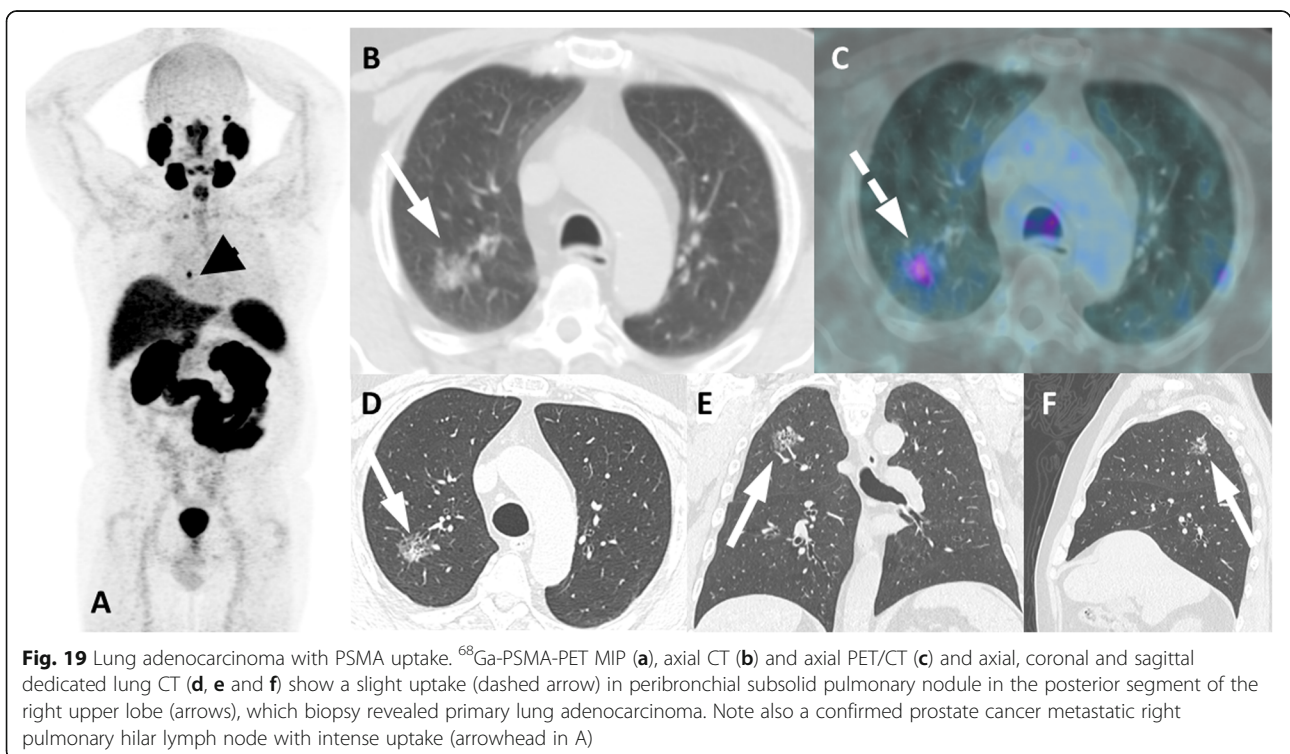 A
B
C
D
E
F
Fig. 19 Lung adenocarcinoma with PSMA uptake. ⁶⁸Ga-PSMA-PET MIP (a), axial CT (b) and axial PET/CT (c) and axial, coronal and sagittal
dedicated lung CT (d, e and f) show a slight uptake (dashed arrow) in peribronchial subsolid pulmonary nodule in the posterior segment of the
right upper lobe (arrows), which biopsy revealed primary lung adenocarcinoma. Note also a confirmed prostate cancer metastatic right
pulmonary hilar lymph node with intense uptake (arrowhead in A)